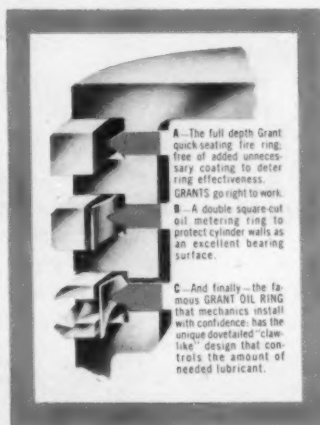 A—The full depth Grant
quick-seating fire ring;
free of added unneces-
sary coating to deter
ring effectiveness.
GRANTS go right to work.
B—A double square-cut
oil metering ring to
protect cylinder walls as
an excellent bearing
surface.
C—And finally—the fa-
mous GRANT OIL RING
that mechanics install
with confidence; has the
unique dovetailed "claw-
like" design that con-
trols the amount of
needed lubricant.